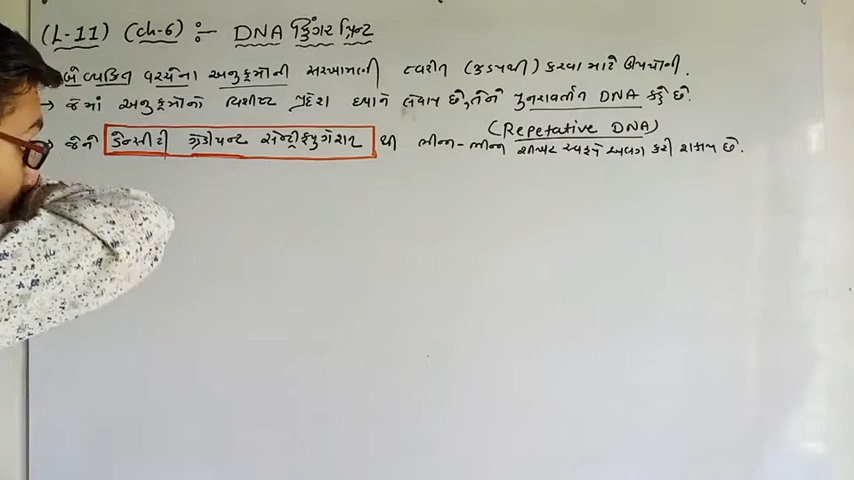 (L-11) (ch-6) :- DNA ફિંગર પ્રિન્ટ
બે વ્યકિત વચ્ચેના અનુક્રમોની સરખામણી ત્વરીત (ઝડપથી) કરવા માટે ઉપયોગી.
→ જેમાં અનુક્રમોનો વિશીષ્ટ પ્રદેશ ધ્યાને લેવાય છે, તેને પુનરાવર્તીત DNA કહે છે.
(Repetative DNA)
→ જેની ડેન્સીટી ગ્રેડીયન્ટ સેન્ટ્રીફ્યુગેશન થી ભીન્ન-ભીન્ન શીખર સ્વરૂપે અલગ કરી શકાય છે.